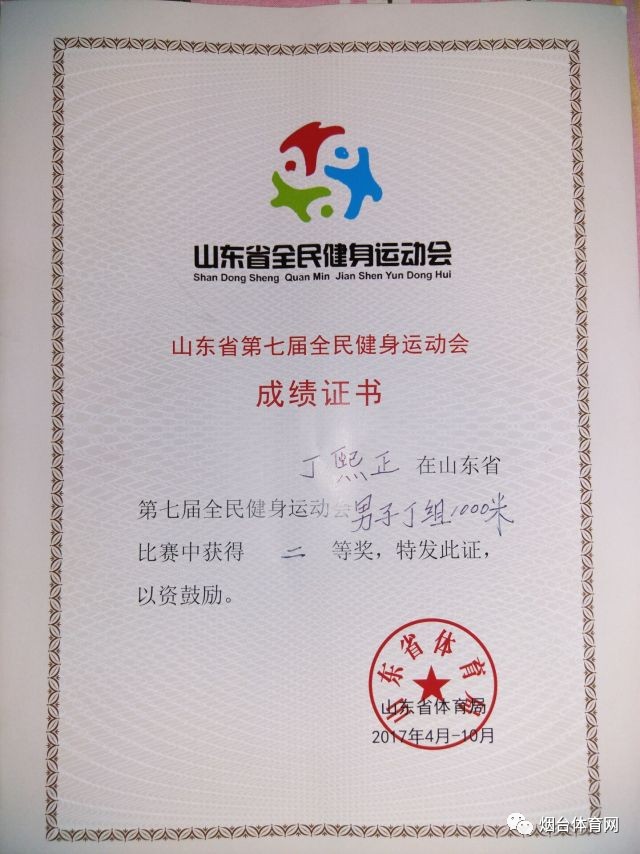 山东省全民健身运动会
Shan Dong Sheng Quan Min Jian Shen Yun Dong Hui
山东省第七届全民健身运动会
成绩证书
丁熙正 在山东省
第七届全民健身运动会男子丁组1000米
比赛中获得 二 等奖，特发此证，
以资鼓励。
山东省体育局
山东省体育局
2017年4月-10月
烟台体育网